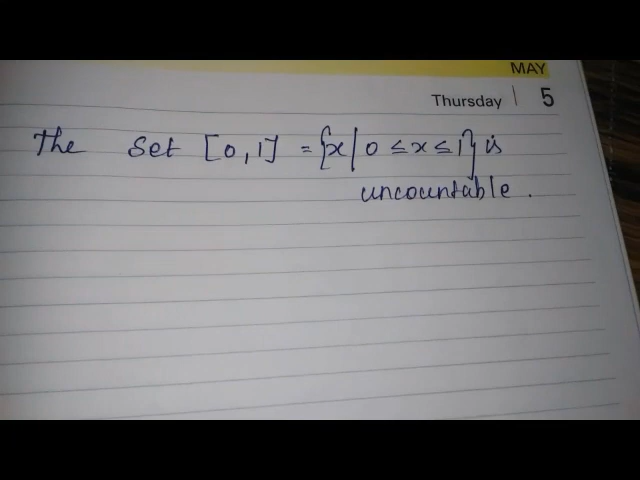 MAY
Thursday | 5
The Set [0,1] = {x | 0 ≤ x ≤ 1} is
uncountable.